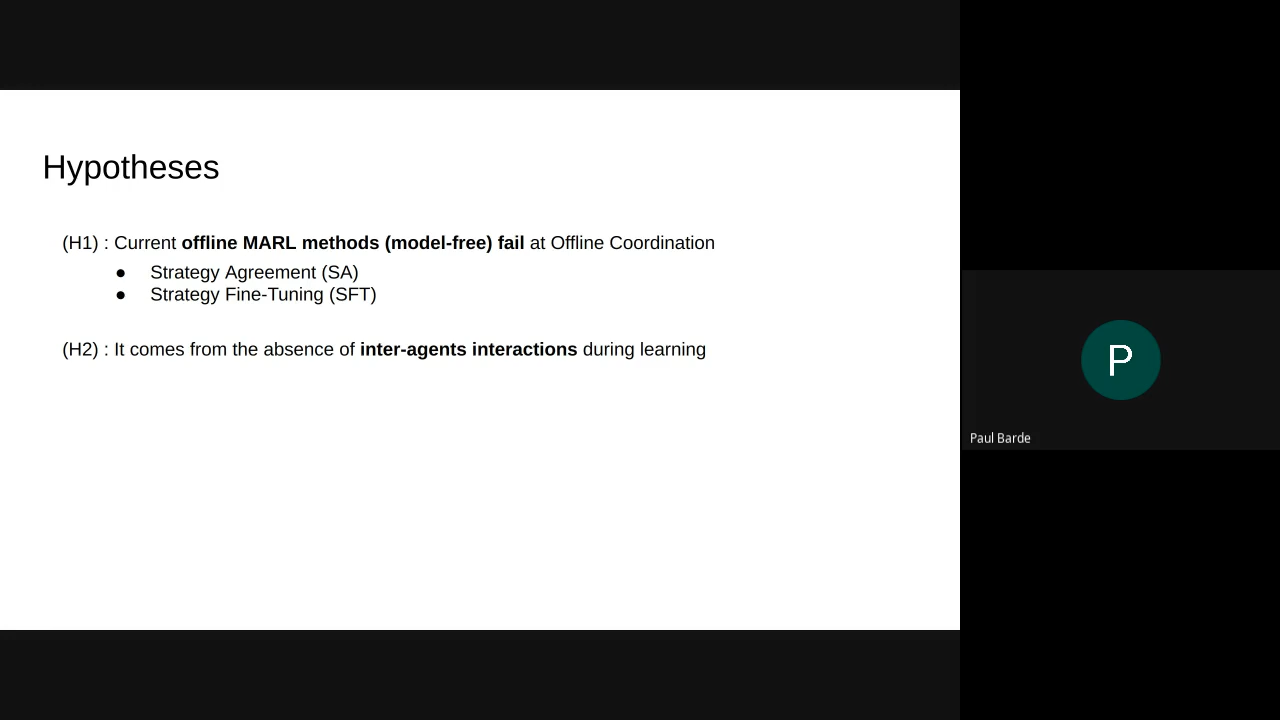 Hypotheses
(H1) : Current offline MARL methods (model-free) fail at Offline Coordination
● Strategy Agreement (SA)
● Strategy Fine-Tuning (SFT)
(H2) : It comes from the absence of inter-agents interactions during learning
P
Paul Barde